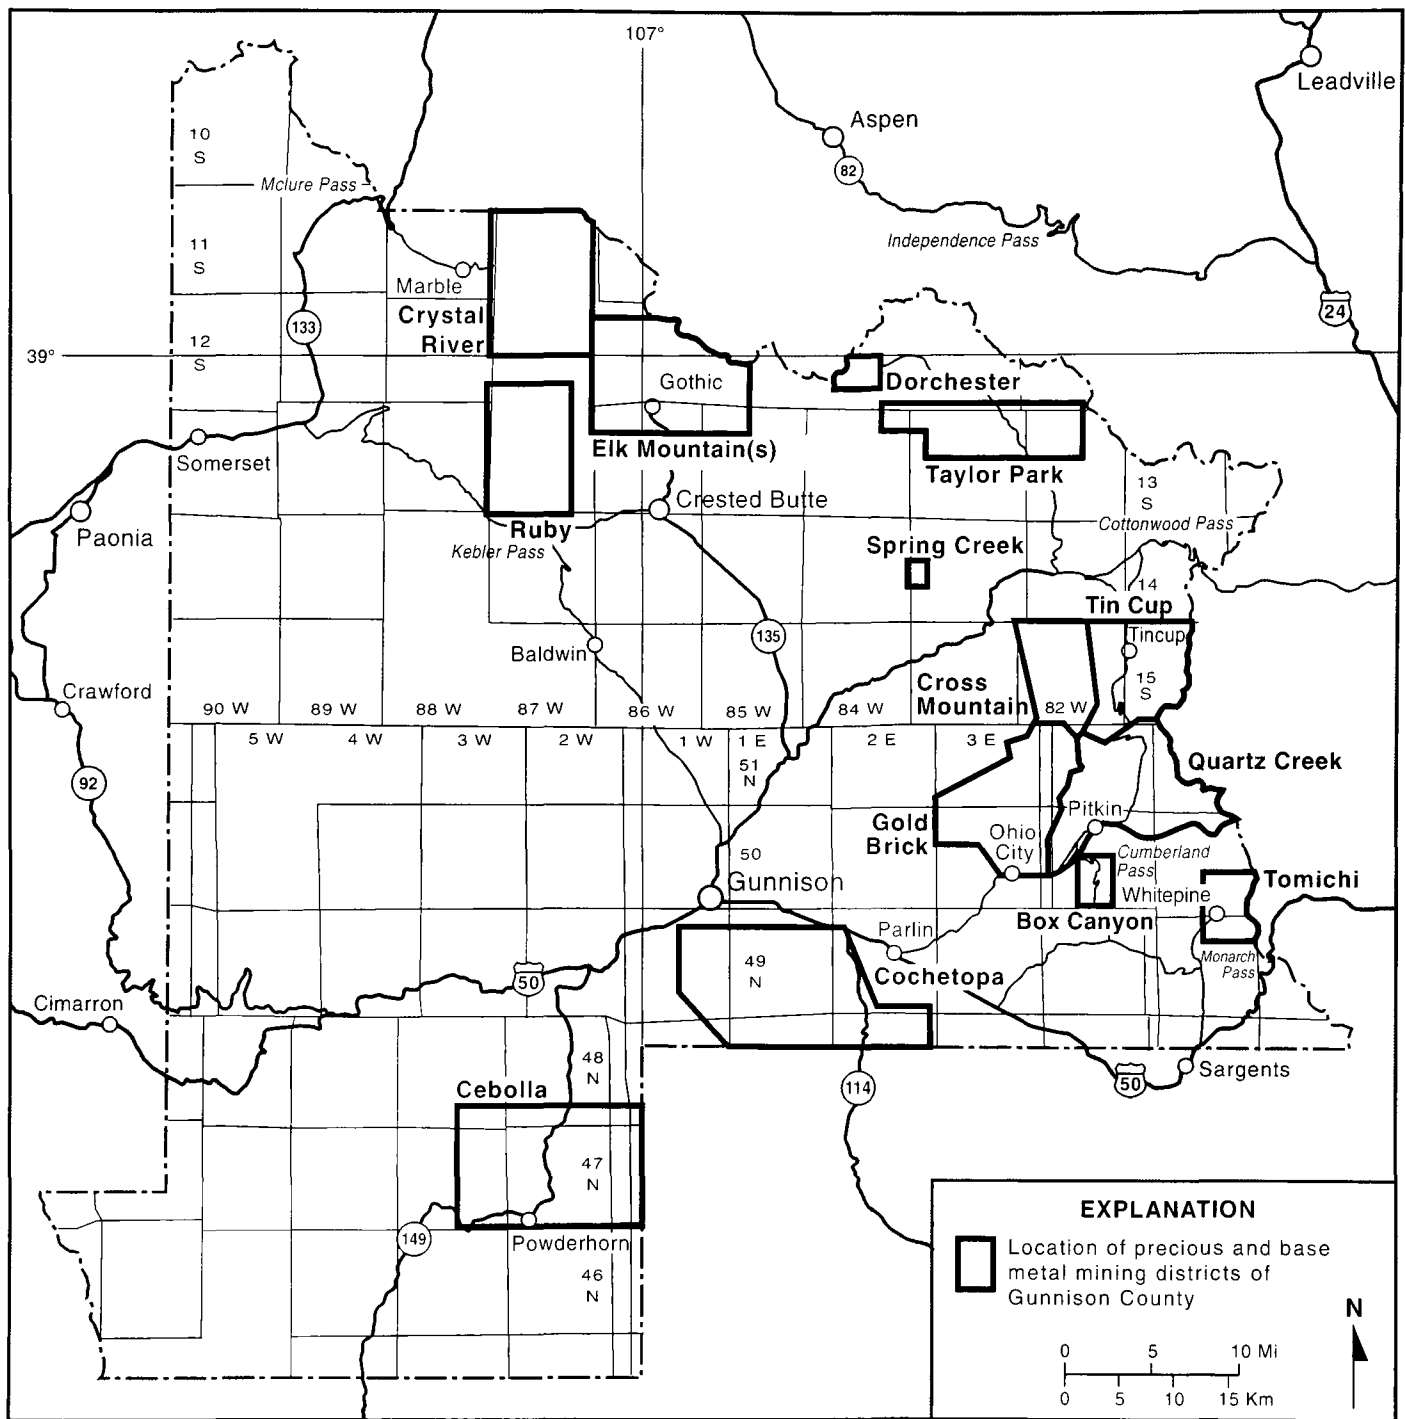 107°
Leadville
Aspen
82
10
S
Mclure Pass
Independence Pass
11
S
Marble
Crystal
River
133
24
12
S
39°
Gothic
Dorchester
Elk Mountain(s)
Somerset
Taylor Park
13
S
Crested Butte
Cottonwood Pass
Paonia
Ruby
Kebler Pass
Spring Creek
14
Tin Cup
Tincup
135
Baldwin
15
S
Crawford
Cross
Mountain
90 W 89 W 88 W 87 W 86 W 85 W 84 W 82 W
5 W 4 W 3 W 2 W 1 W 1 E 2 E 3 E
51
N
Quartz Creek
92
Pitkin
Gold
Brick
Ohio
City
50
Cumberland
Pass
Gunnison
Whitepine
Tomichi
Box Canyon
Parlin
49
N
Monarch
Pass
Cochetopa
50
Cimarron
48
N
Sargents
50
114
Cebolla
47
N
149
Powderhorn
46
N
EXPLANATION
Location of precious and base
metal mining districts of
Gunnison County
N
0 5 10 Mi
0 5 10 15 Km